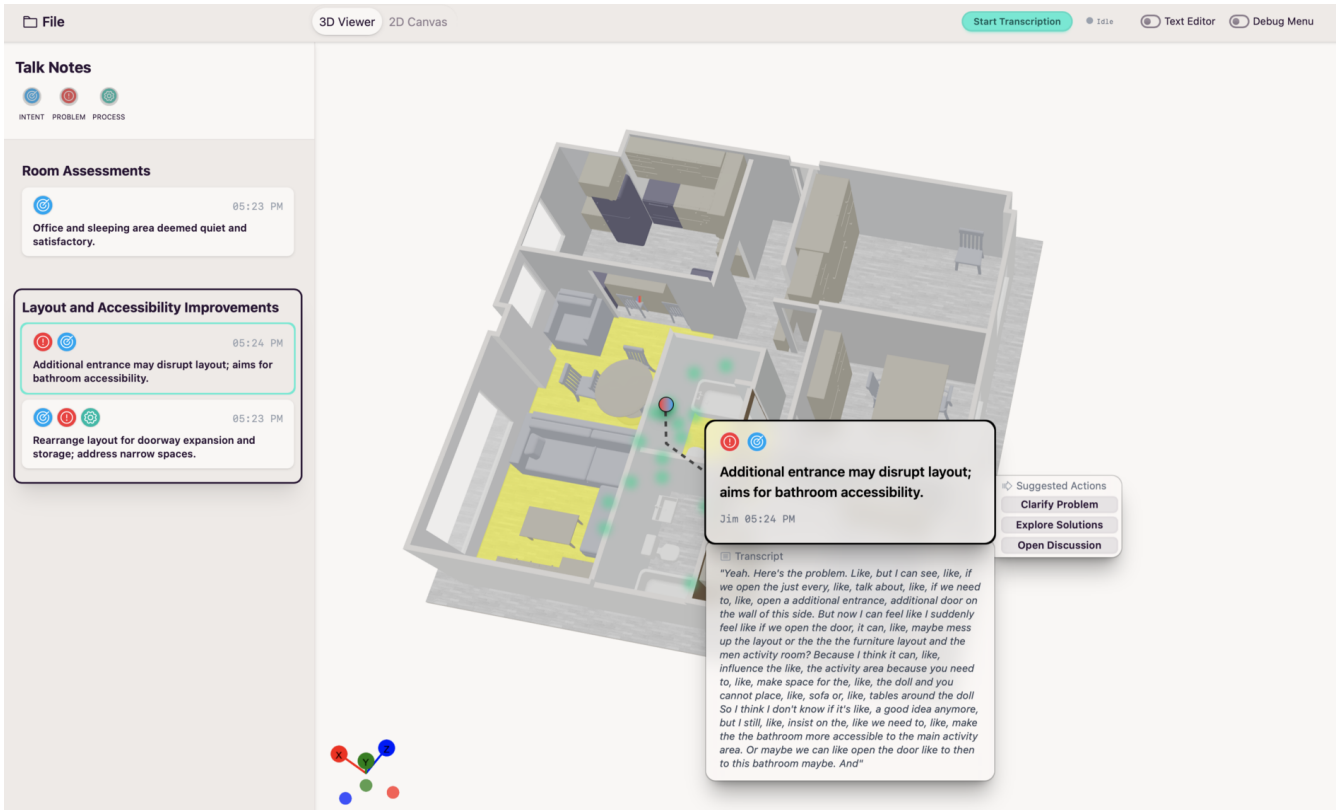 File
3D Viewer 2D Canvas
Start Transcription Idle Text Editor Debug Menu
Talk Notes
INTENT PROBLEM PROCESS
Room Assessments
05:23 PM
Office and sleeping area deemed quiet and
satisfactory.
Layout and Accessibility Improvements
05:24 PM
Additional entrance may disrupt layout; aims for
bathroom accessibility.
05:23 PM
Rearrange layout for doorway expansion and
storage; address narrow spaces.
Additional entrance may disrupt layout;
aims for bathroom accessibility.
Jim 05:24 PM
Suggested Actions
Clarify Problem
Explore Solutions
Open Discussion
Transcript
"Yeah. Here's the problem. Like, but I can see, like, if
we open the just every, like, talk about, like, if we need
to, like, open a additional entrance, additional door on
the wall of this side. But now I can feel like I suddenly
feel like if we open the door, it can, like, maybe mess
up the layout or the the the furniture layout and the
men activity room? Because I think it can, like,
influence the like, the activity area because you need
to, like, make space for the, like, the doll and you
cannot place, like, sofa or, like, tables around the doll
So I think I don't know if it's like, a good idea anymore,
but I still, like, insist on the, like we need to, like, make
the the bathroom more accessible to the main activity
area. Or maybe we can like open the door like to then
to this bathroom maybe. And"
X Y Z